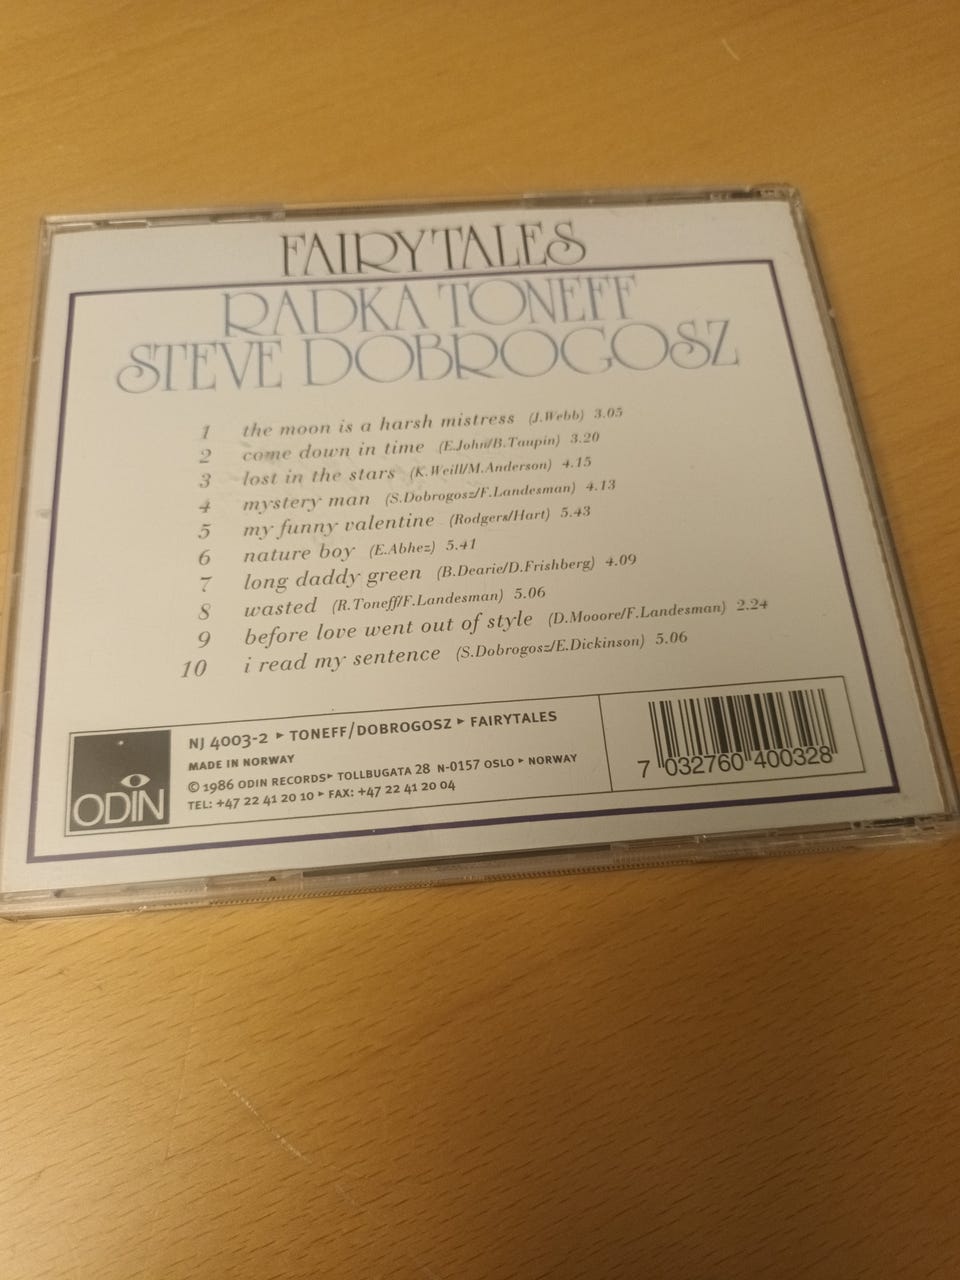 FAIRYTALES
RADKA TONEFF
STEVE DOBROGOSZ
1 the moon is a harsh mistress (J.Webb) 3.05
2 come down in time (E.John/B.Taupin) 3.20
3 lost in the stars (K.Weill/M.Anderson) 4.15
4 mystery man (S.Dobrogosz/F.Landesman) 4.13
5 my funny valentine (Rodgers/Hart) 5.43
6 nature boy (E.Abhez) 5.41
7 long daddy green (B.Dearie/D.Frishberg) 4.09
8 wasted (R.Toneff/F.Landesman) 5.06
9 before love went out of style (D.Mooore/F.Landesman) 2.24
10 i read my sentence (S.Dobrogosz/E.Dickinson) 5.06
ODIN
NJ 4003-2 ▸ TONEFF/DOBROGOSZ ▸ FAIRYTALES
MADE IN NORWAY
© 1986 ODIN RECORDS▸ TOLLBUGATA 28 N-0157 OSLO ▸ NORWAY
TEL: +47 22 41 20 10 ▸ FAX: +47 22 41 20 04
7 032760 400328